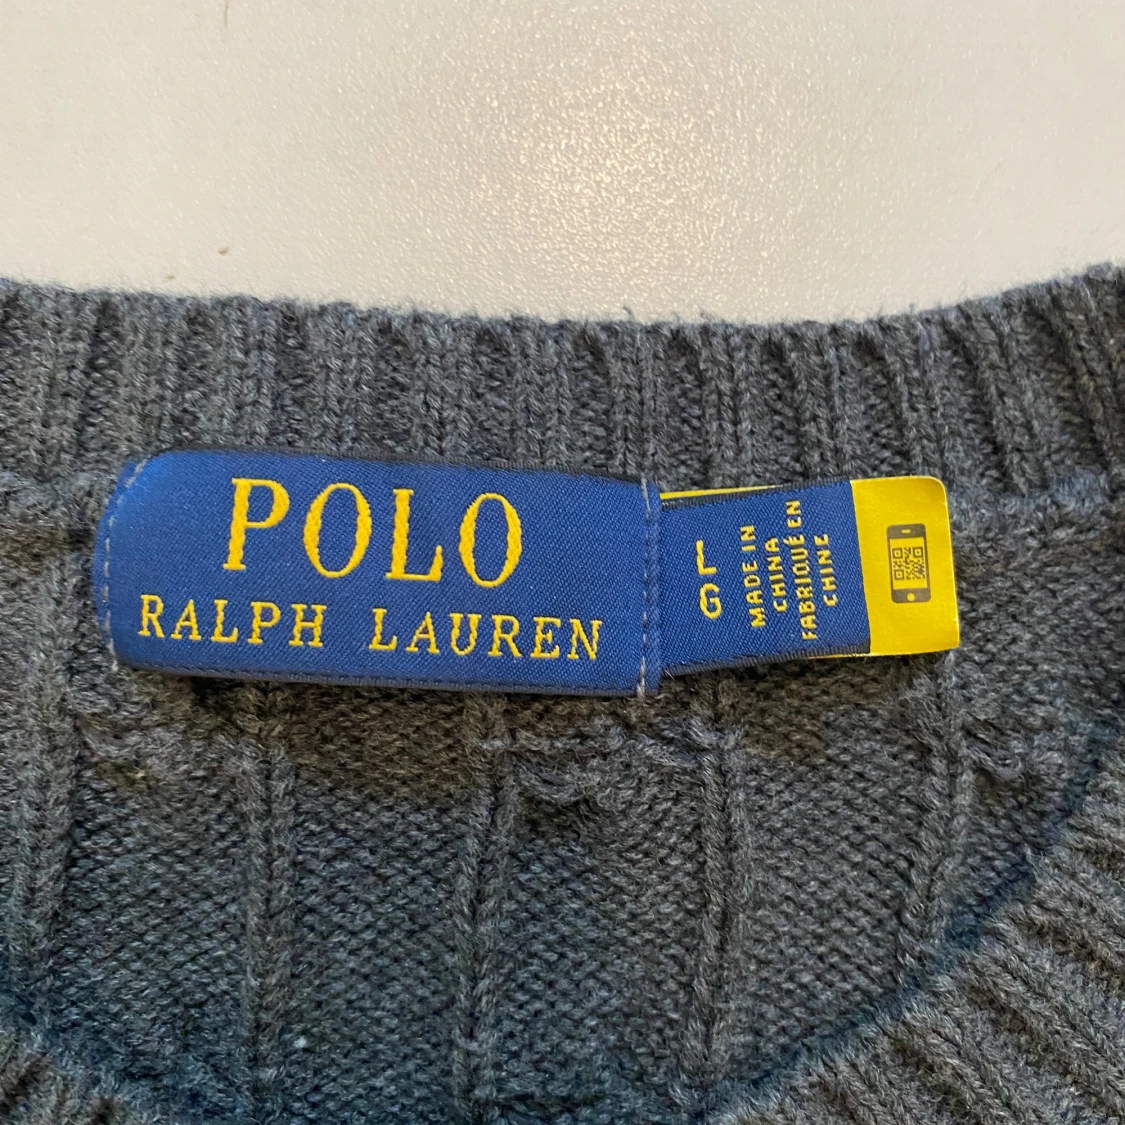 POLO
RALPH LAUREN
L
G
MADE IN
CHINA
FABRIQUÉ EN
CHINE